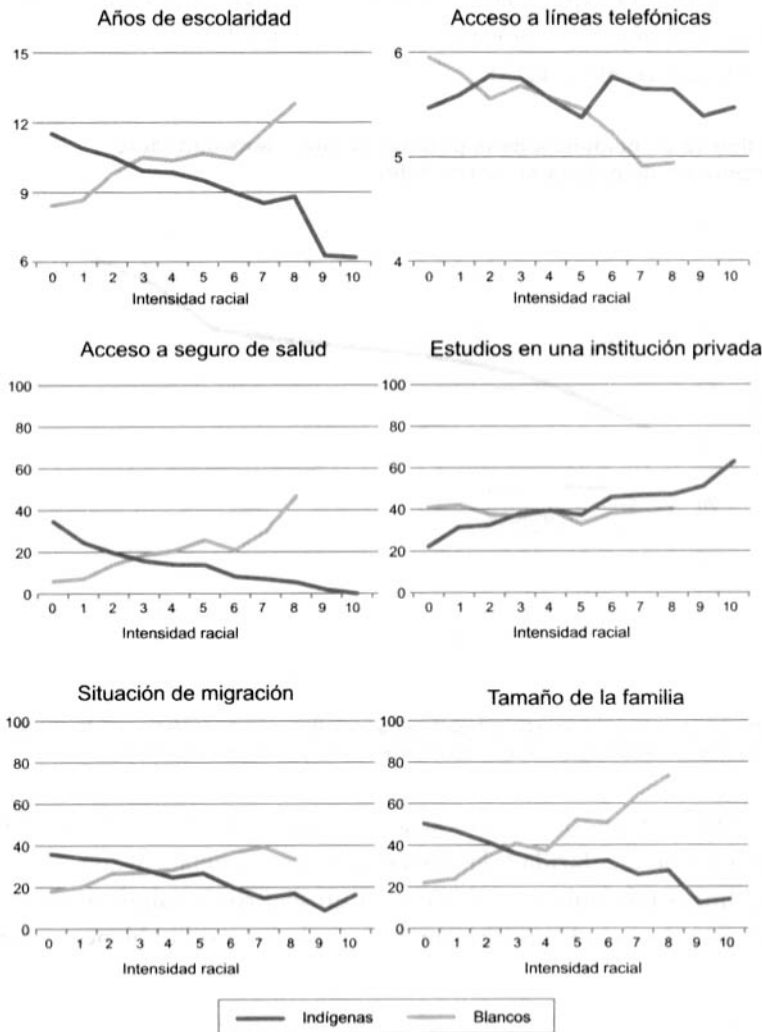 Años de escolaridad
15
12
9
6
0 1 2 3 4 5 6 7 8 9 10
Intensidad racial
Acceso a líneas telefónicas
6
5
4
0 1 2 3 4 5 6 7 8 9 10
Intensidad racial
Acceso a seguro de salud
100
80
60
40
20
0
0 1 2 3 4 5 6 7 8 9 10
Intensidad racial
Estudios en una institución privada
100
80
60
40
20
0
0 1 2 3 4 5 6 7 8 9 10
Intensidad racial
Situación de migración
100
80
60
40
20
0
0 1 2 3 4 5 6 7 8 9 10
Intensidad racial
Tamaño de la familia
100
80
60
40
20
0
0 1 2 3 4 5 6 7 8 9 10
Intensidad racial
Indígenas Blancos